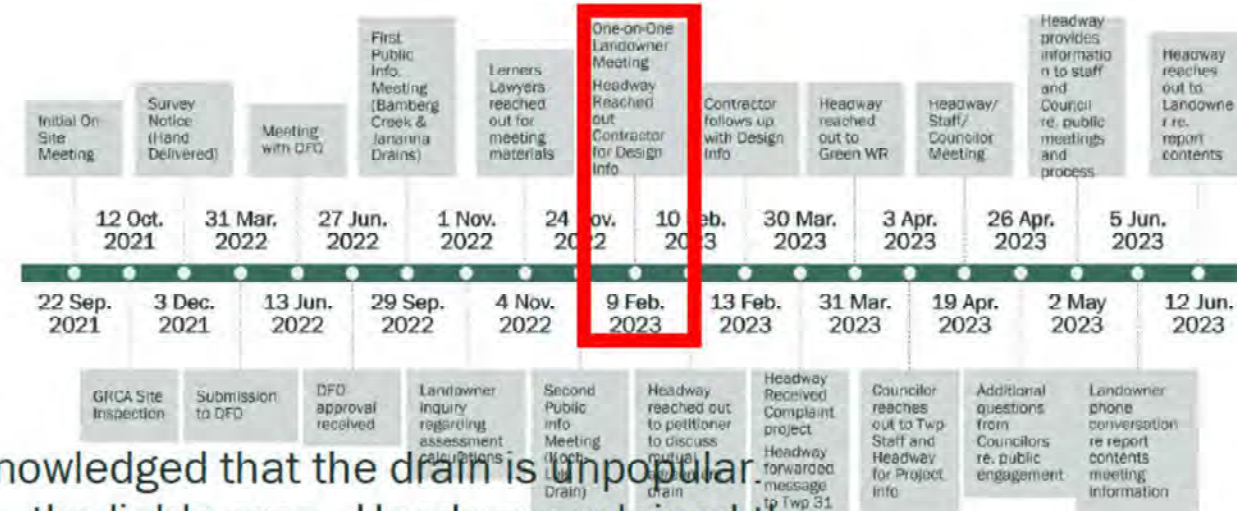 Initial On
Site
Meeting
Survey
Notice
(Hand
Delivered)
Meeting
with DFO
First
Public
Info.
Meeting
(Bamberg
Creek &
Drains)
Lerners
Lawyers
reached
out for
meeting
materials
One-on-One
Landowner
Meeting
Headway
Reached
out
Contractor
for Design
Info
Contractor
follows up
with Design
Info
Headway
reached
out to
Green WR
Headway/
Staff/
Councilor
Meeting
Headway
provides
informatio
n to staff
and
Council
re. public
meetings
and
process
Headway
reaches
out to
Landowne
r re.
report
contents
12 Oct.
2021
31 Mar.
2022
27 Jun.
2022
1 Nov.
2022
24 Nov.
2022
10 Feb.
2023
30 Mar.
2023
3 Apr.
2023
26 Apr.
2023
5 Jun.
2023
22 Sep.
2021
3 Dec.
2021
13 Jun.
2022
29 Sep.
2022
4 Nov.
2022
9 Feb.
2023
13 Feb.
2023
31 Mar.
2023
19 Apr.
2023
2 May
2023
12 Jun.
2023
GRCA Site
Inspection
Submission
to DFO
DFO
approval
received
Landowner
inquiry
regarding
assessment
calculations
Second
Public
Info
Meeting
Drain)
Headway
reached out
to petitioner
to discuss
mutual
drain
Headway
Received
Complaint
project
Headway
forwarded
message
to Twp 31
Councilor
reaches
out to Twp
Staff and
Headway
for Project
Info
Additional
questions
from
Councilors
re. public
engagement
Landowner
phone
conversation
re report
contents
meeting
information
nowledged that the drain is unpopular.